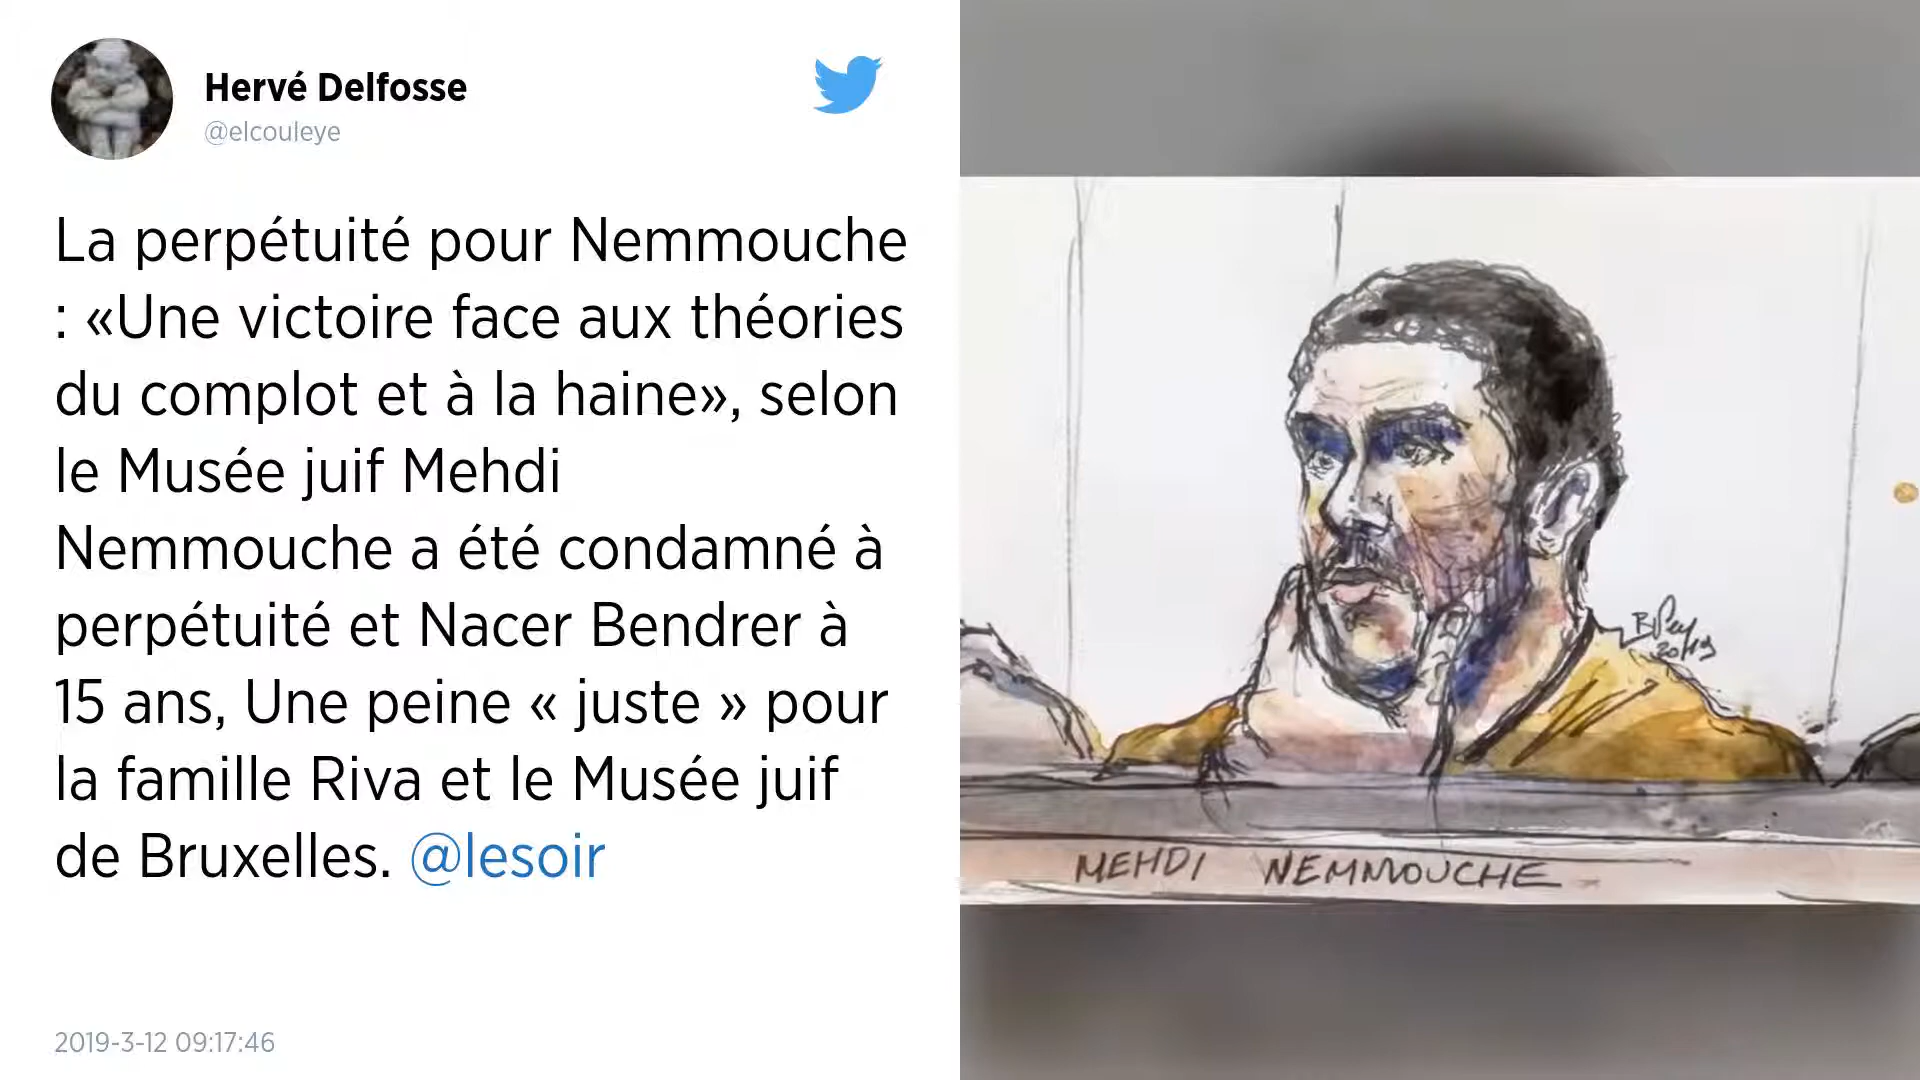 Hervé Delfosse
@elcouleye
La perpétuité pour Nemmouche
: «Une victoire face aux théories
du complot et à la haine», selon
le Musée juif Mehdi
Nemmouche a été condamné à
perpétuité et Nacer Bendrer à
15 ans, Une peine « juste » pour
la famille Riva et le Musée juif
de Bruxelles. @lesoir
2019-3-12 09:17:46
2019
MEHDI NEMMOUCHE